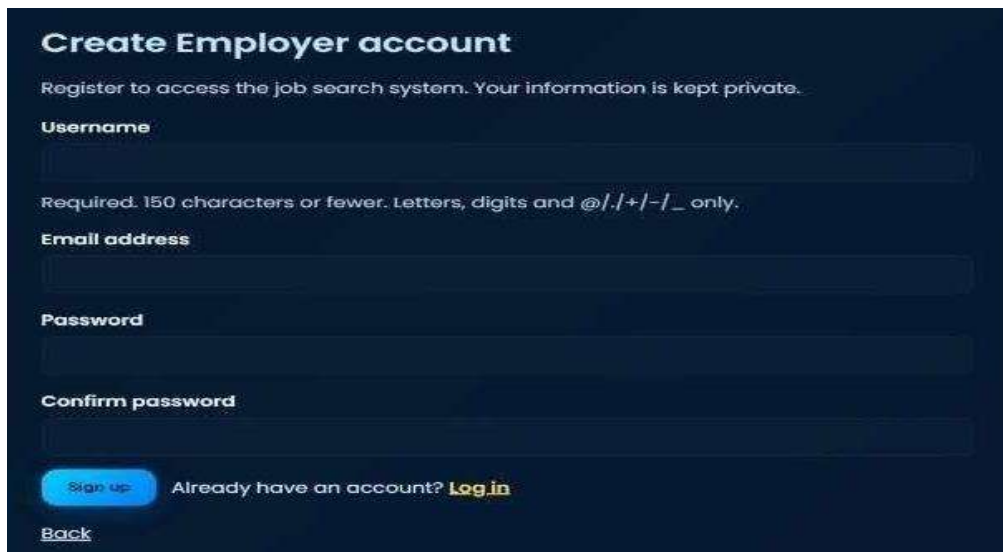 Create Employer account
Register to access the job search system. Your information is kept private.
Username
Required. 150 characters or fewer. Letters, digits and @/./+/-/_ only.
Email address
Password
Confirm password
Sign up Already have an account? Log in
Back